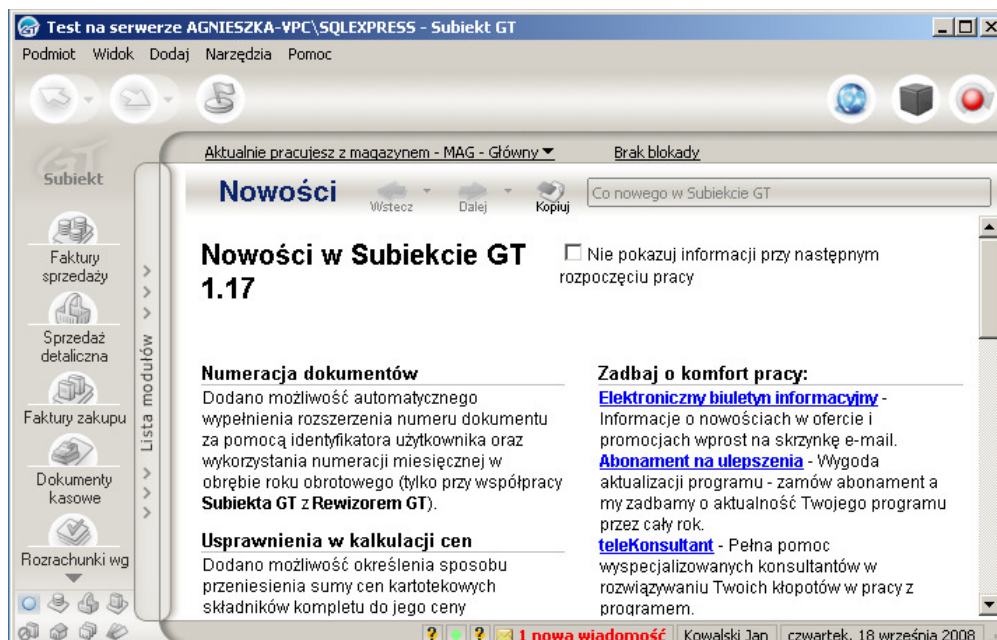 Test na serwerze AGNIESZKA-VPC\SQLEXPRESS - Subiekt GT
Podmiot Widok Dodaj Narzędzia Pomoc
GT
Subiekt
Aktualnie pracujesz z magazynem - MAG - Główny
Brak blokady
Nowości
Wstecz
Dalej
Kopiuj
Co nowego w Subiekcie GT
Faktury
sprzedaży
Sprzedaż
detaliczna
Faktury zakupu
Dokumenty
kasowe
Rozrachunki wg
Lista modułów
Nowości w Subiekcie GT
1.17
Nie pokazuj informacji przy następnym
rozpoczęciu pracy
Numeracja dokumentów
Dodano możliwość automatycznego
wypełnienia rozszerzenia numeru dokumentu
za pomocą identyfikatora użytkownika oraz
wykorzystania numeracji miesięcznej w
obrębie roku obrotowego (tylko przy współpracy
Subiekta GT z Rewizorem GT).
Usprawnienia w kalkulacji cen
Dodano możliwość określenia sposobu
przeniesienia sumy cen kartotekowych
składników kompletu do jego ceny
Zadbaj o komfort pracy:
Elektroniczny biuletyn informacyjny -
Informacje o nowościach w ofercie i
promocjach wprost na skrzynkę e-mail.
Abonament na ulepszenia - Wygoda
aktualizacji programu - zamów abonament a
my zadbamy o aktualność Twojego programu
przez cały rok.
teleKonsultant - Pełna pomoc
wyspecjalizowanych konsultantów w
rozwiązywaniu Twoich kłopotów w pracy z
programem.
? ? 1 nowa wiadomość Kowalski Jan czwartek, 18 września 2008